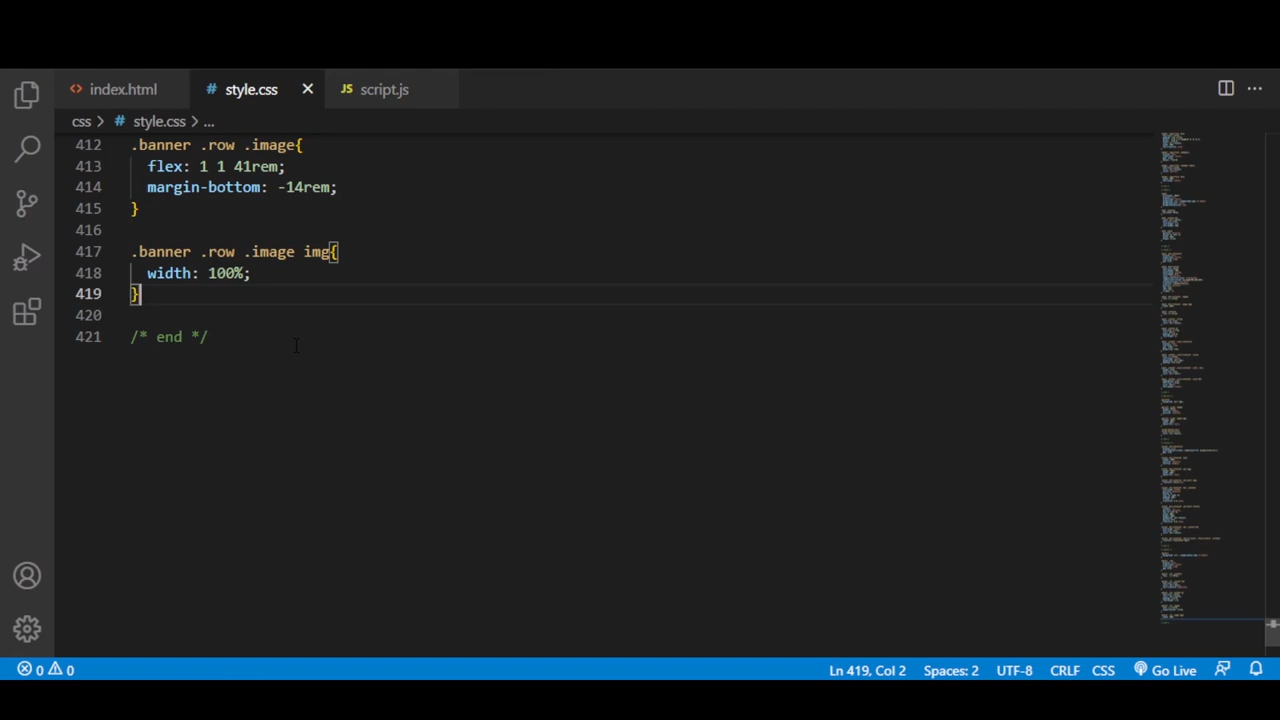 <> index.html # style.css × JS script.js ...
css > # style.css > ...
412 .banner .row .image{
413 flex: 1 1 41rem;
414 margin-bottom: -14rem;
415 }
416
417 .banner .row .image img{
418 width: 100%;
419 }
420
421 /* end */
0 0 Ln 419, Col 2 Spaces: 2 UTF-8 CRLF CSS Go Live